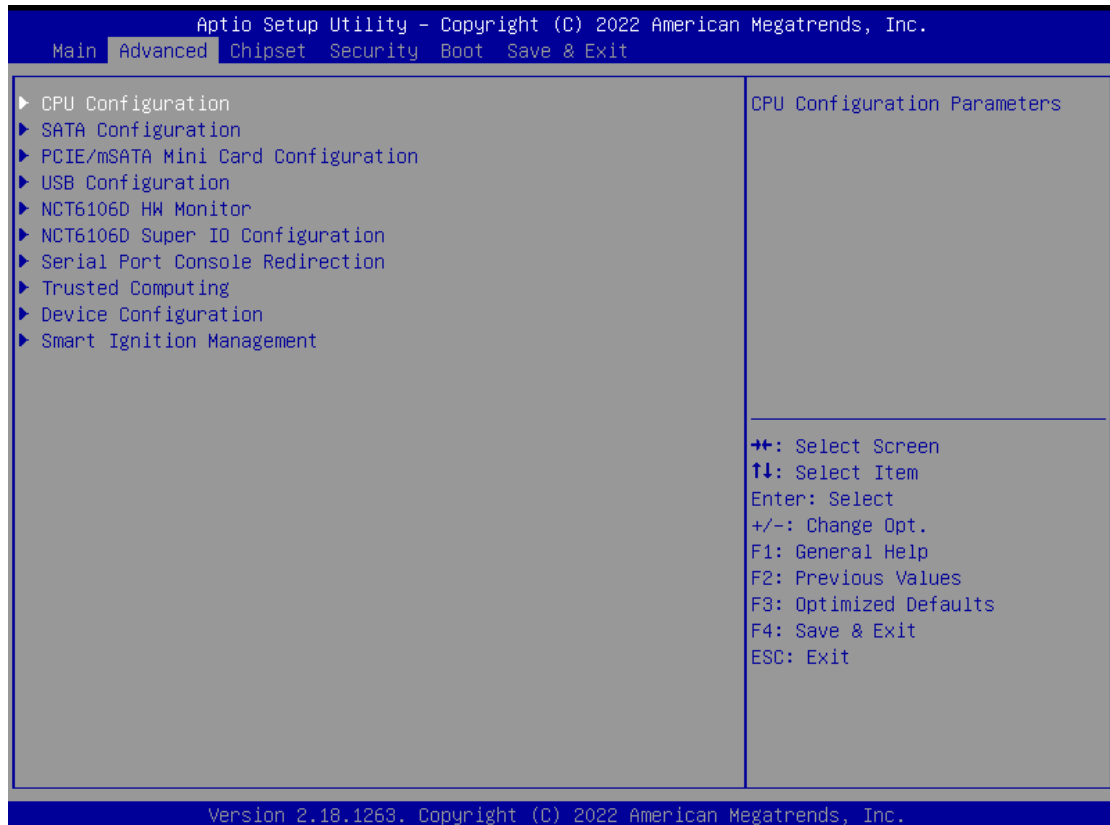 Aptio Setup Utility – Copyright (C) 2022 American Megatrends, Inc.
Main Advanced Chipset Security Boot Save & Exit
▶ CPU Configuration
▶ SATA Configuration
▶ PCIE/mSATA Mini Card Configuration
▶ USB Configuration
▶ NCT6106D HW Monitor
▶ NCT6106D Super IO Configuration
▶ Serial Port Console Redirection
▶ Trusted Computing
▶ Device Configuration
▶ Smart Ignition Management
CPU Configuration Parameters
→←: Select Screen
↑↓: Select Item
Enter: Select
+/-: Change Opt.
F1: General Help
F2: Previous Values
F3: Optimized Defaults
F4: Save & Exit
ESC: Exit
Version 2.18.1263. Copyright (C) 2022 American Megatrends, Inc.